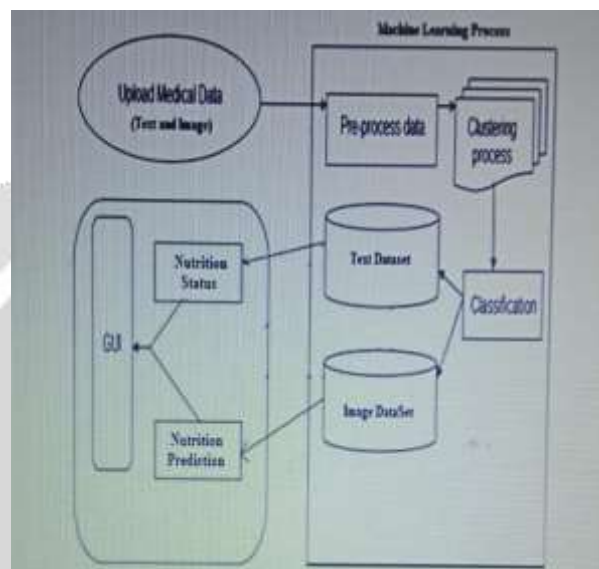 Machine Learning Process
Upload Medical Data
(Text and Image)
Pre-process data
Clustering
process
Nutrition
Status
Text Dataset
Classification
GUI
Image DataSet
Nutrition
Prediction